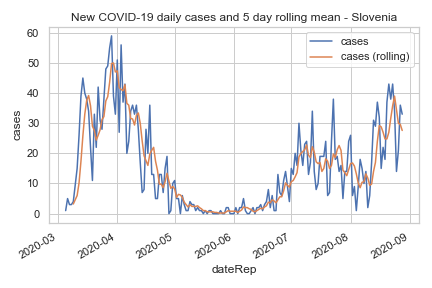 New COVID-19 daily cases and 5 day rolling mean - Slovenia
cases
cases (rolling)
60
50
40
30
20
10
0
cases
2020-03
2020-04
2020-05
2020-06
2020-07
2020-08
2020-09
dateRep